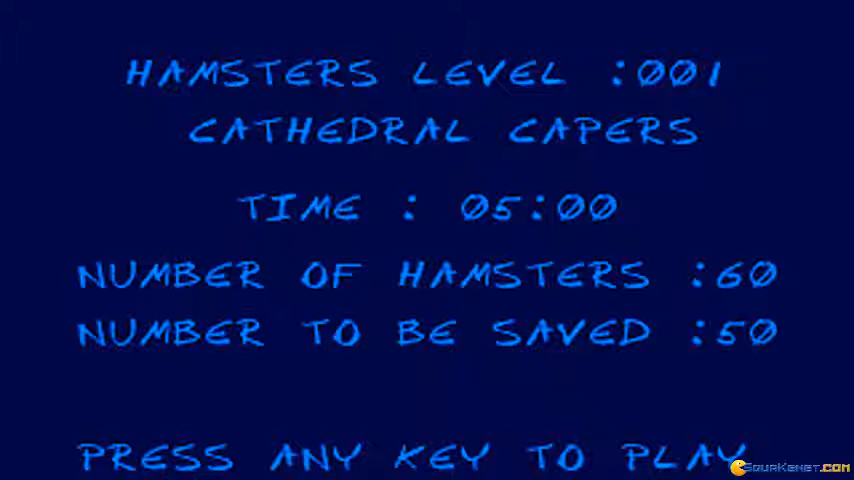 HAMSTERS LEVEL :001
CATHEDRAL CAPERS
TIME : 05:00
NUMBER OF HAMSTERS :60
NUMBER TO BE SAVED :50
PRESS ANY KEY TO PLAY
SquaKenet.com